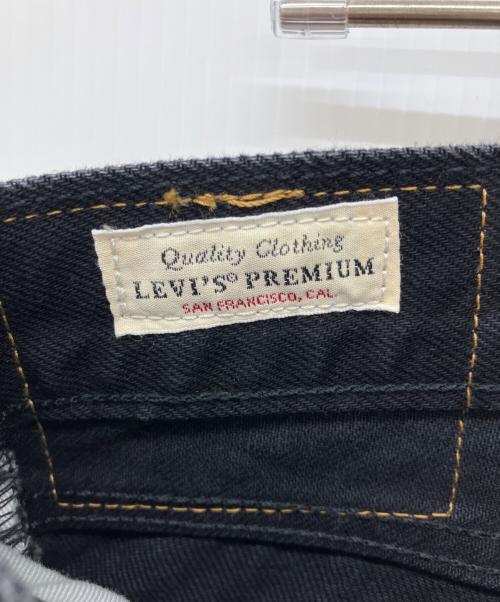 Quality Clothing
LEVI'S® PREMIUM
SAN FRANCISCO, CAL.